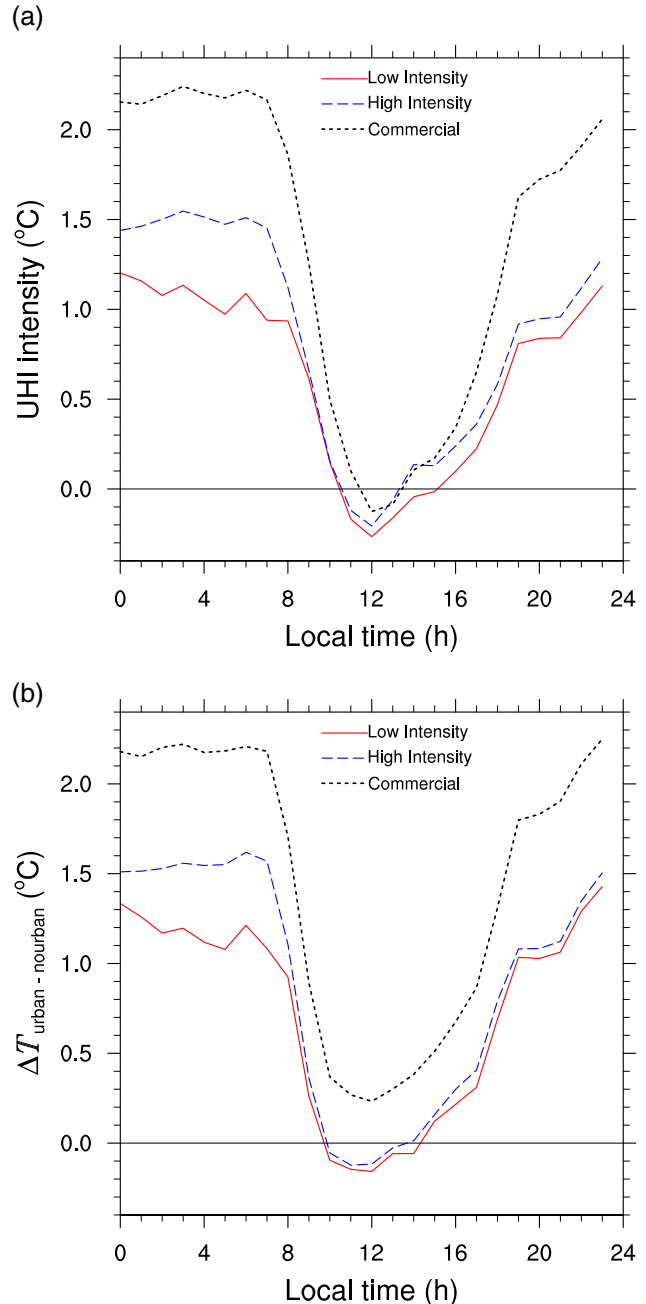 (a)
Low Intensity
High Intensity
Commercial
2.0
1.5
1.0
0.5
0.0
UHI intensity (°C)
0 4 8 12 16 20 24
Local time (h)
(b)
Low Intensity
High Intensity
Commercial
2.0
1.5
1.0
0.5
0.0
ΔT urban - nourban (°C)
0 4 8 12 16 20 24
Local time (h)